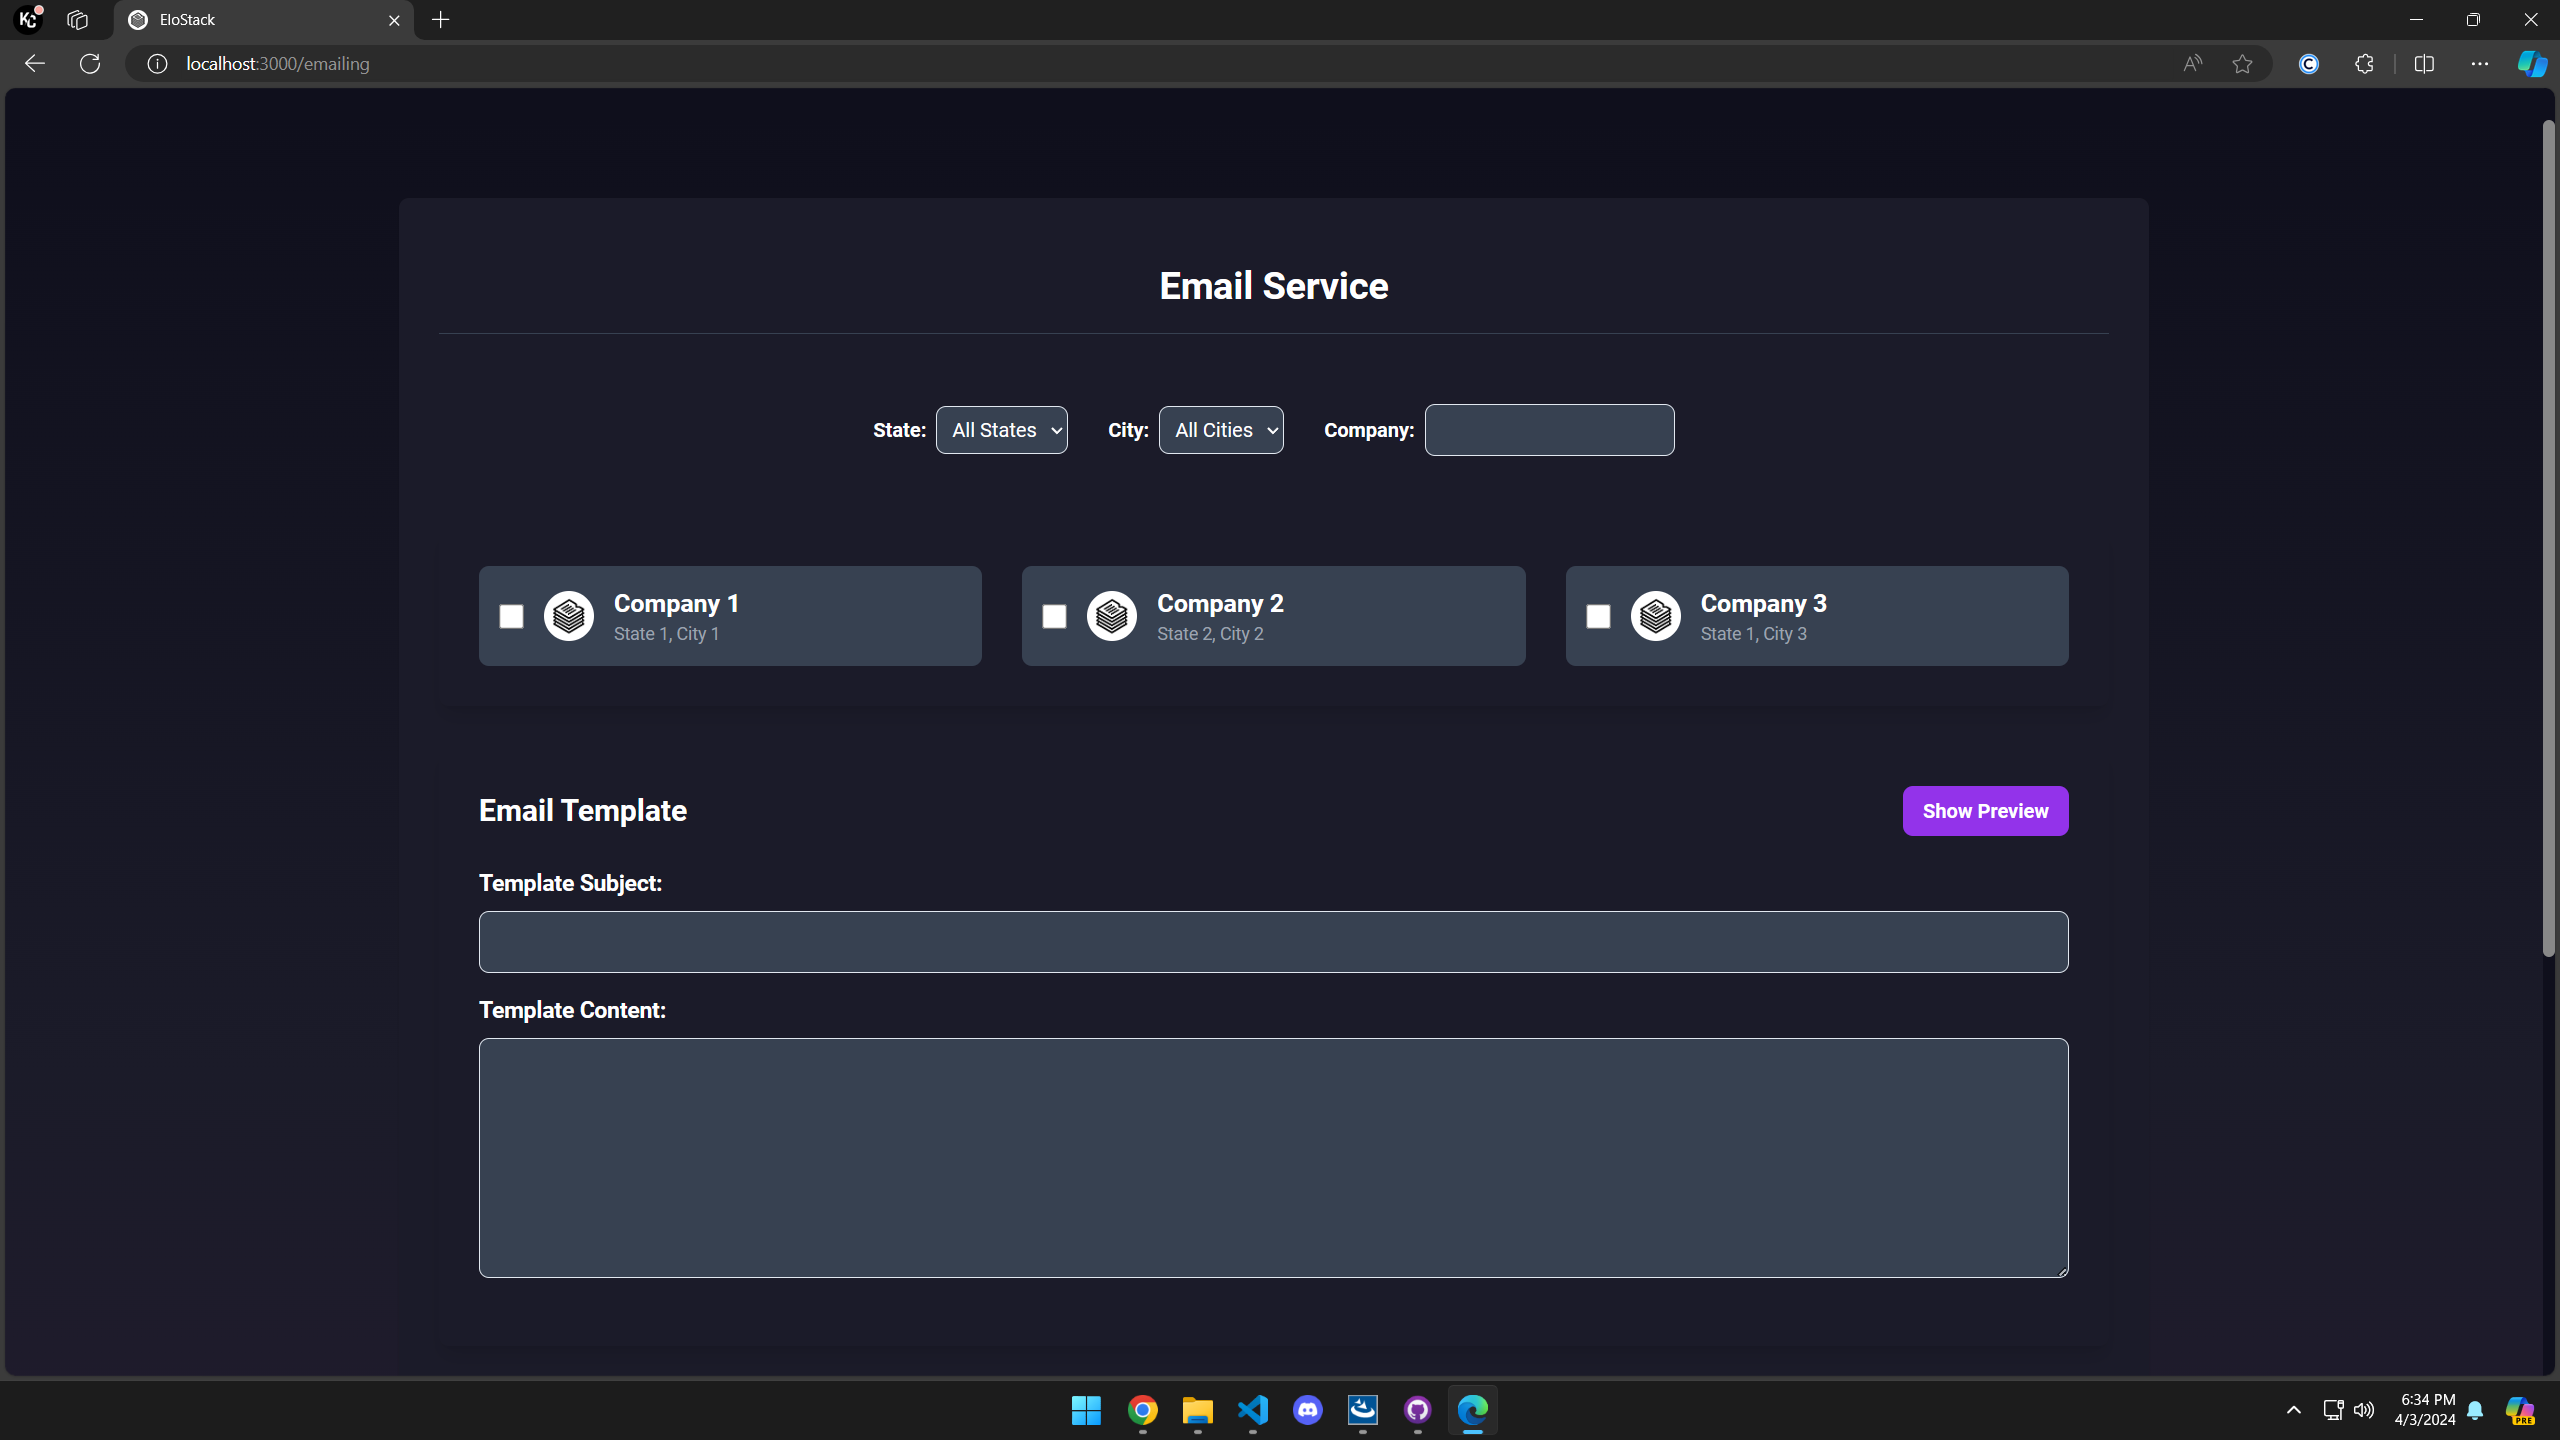 KC
EloStack
localhost:3000/emailing
Email Service
State: All States City: All Cities Company:
Company 1
State 1, City 1
Company 2
State 2, City 2
Company 3
State 1, City 3
Email Template
Show Preview
Template Subject:
Template Content:
6:34 PM
4/3/2024
PRE